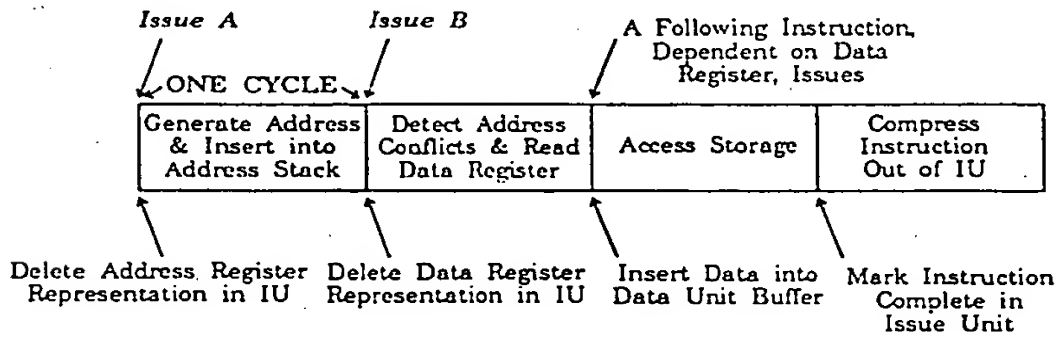 Issue A
Issue B
A Following Instruction,
Dependent on Data
Register, Issues
ONE CYCLE
Generate Address
& Insert into
Address Stack
Detect Address
Conflicts & Read
Data Register
Access Storage
Compress
Instruction
Out of IU
Delete Address Register
Representation in IU
Delete Data Register
Representation in IU
Insert Data into
Data Unit Buffer
Mark Instruction
Complete in
Issue Unit